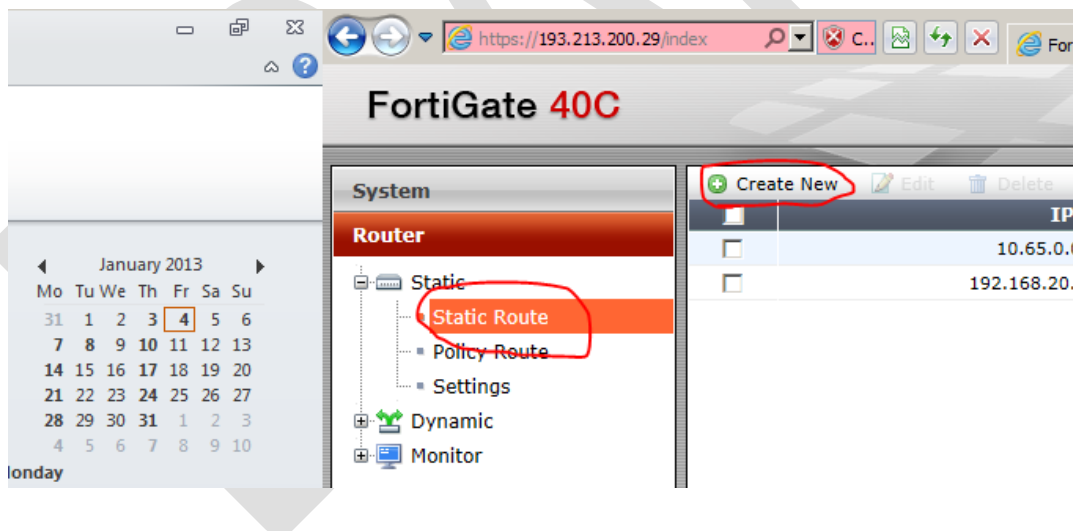 https://193.213.200.29/index
C..
For
FortiGate 40C
System
Router
Static
Static Route
Policy Route
Settings
Dynamic
Monitor
Create New Edit Delete
IP
10.65.0.
192.168.20.
January 2013
Mo Tu We Th Fr Sa Su
31 1 2 3 4 5 6
7 8 9 10 11 12 13
14 15 16 17 18 19 20
21 22 23 24 25 26 27
28 29 30 31 1 2 3
4 5 6 7 8 9 10
onday